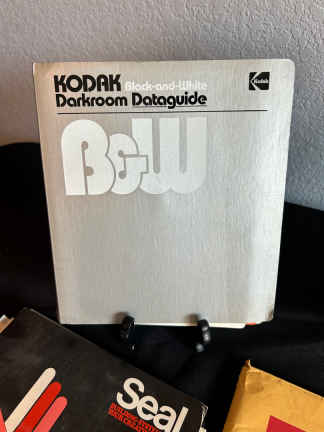 KODAK Black-and-White
Kodak
Darkroom Dataguide
B&W
Seal